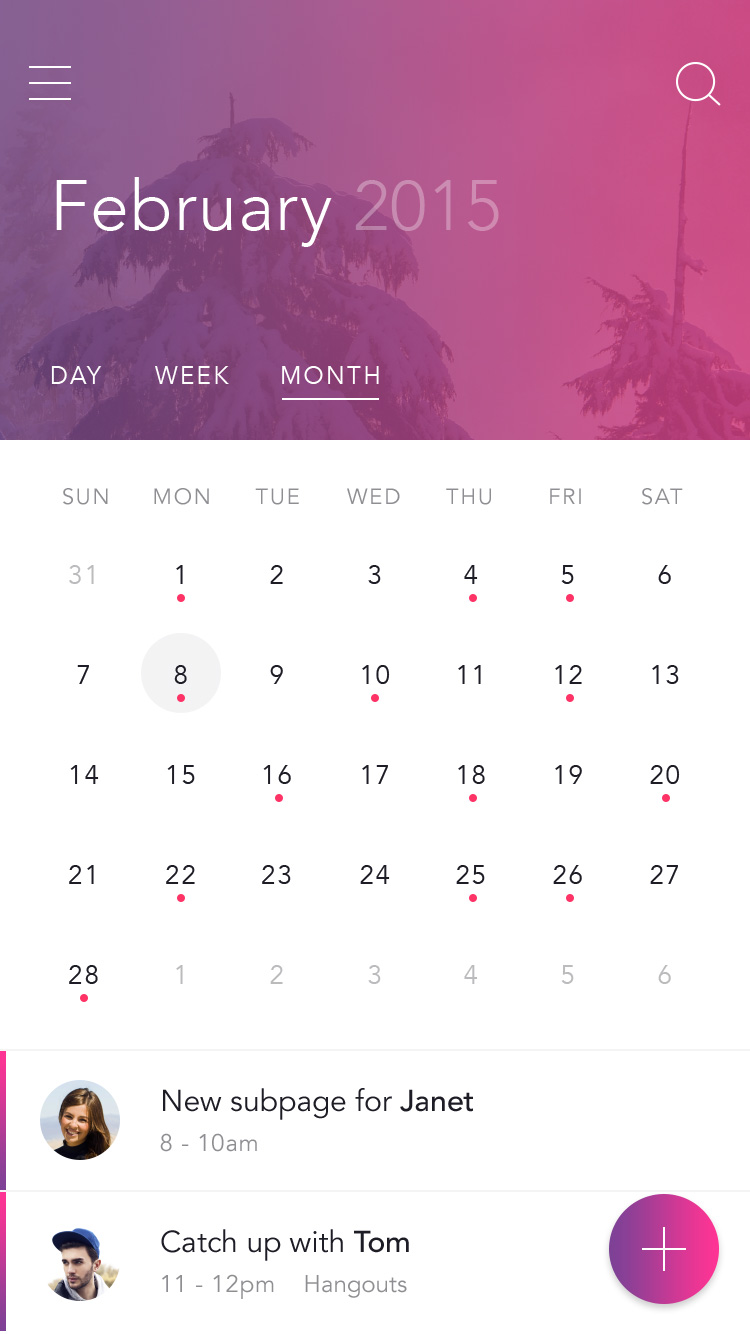 February 2015
DAY WEEK MONTH
SUN MON TUE WED THU FRI SAT
31 1 2 3 4 5 6
7 8 9 10 11 12 13
14 15 16 17 18 19 20
21 22 23 24 25 26 27
28 1 2 3 4 5 6
New subpage for Janet
8 - 10am
Catch up with Tom
11 - 12pm Hangouts